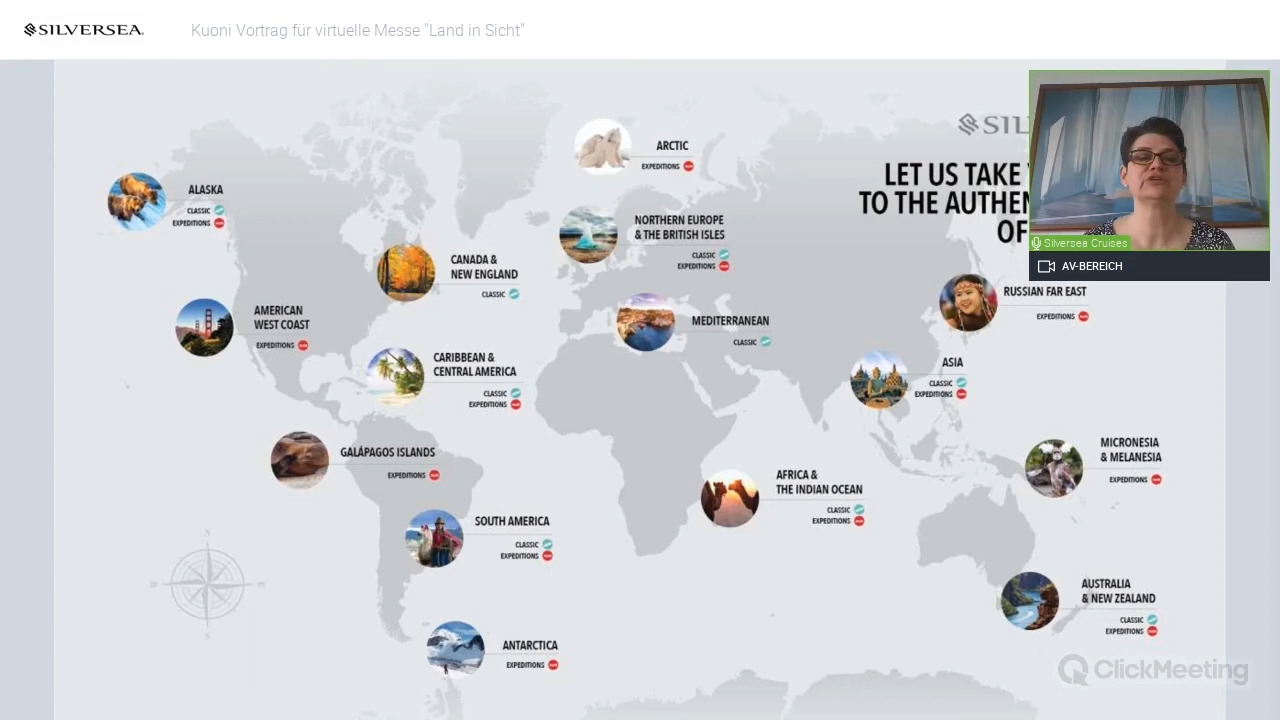 SILVERSEA
Kuoni Vortrag für virtuelle Messe "Land in Sicht"
LET US TAKE
TO THE AUTHEN
OF
Silversea Cruises
AV-BEREICH
ARCTIC
EXPEDITIONS
ALASKA
CLASSIC
EXPEDITIONS
NORTHERN EUROPE
& THE BRITISH ISLES
CLASSIC
EXPEDITIONS
CANADA &
NEW ENGLAND
CLASSIC
RUSSIAN FAR EAST
EXPEDITIONS
AMERICAN
WEST COAST
EXPEDITIONS
MEDITERRANEAN
CLASSIC
CARIBBEAN &
CENTRAL AMERICA
CLASSIC
EXPEDITIONS
ASIA
CLASSIC
EXPEDITIONS
GALÁPAGOS ISLANDS
EXPEDITIONS
MICRONESIA
& MELANESIA
EXPEDITIONS
AFRICA &
THE INDIAN OCEAN
CLASSIC
EXPEDITIONS
SOUTH AMERICA
CLASSIC
EXPEDITIONS
AUSTRALIA
& NEW ZEALAND
CLASSIC
EXPEDITIONS
ANTARCTICA
EXPEDITIONS
ClickMeeting